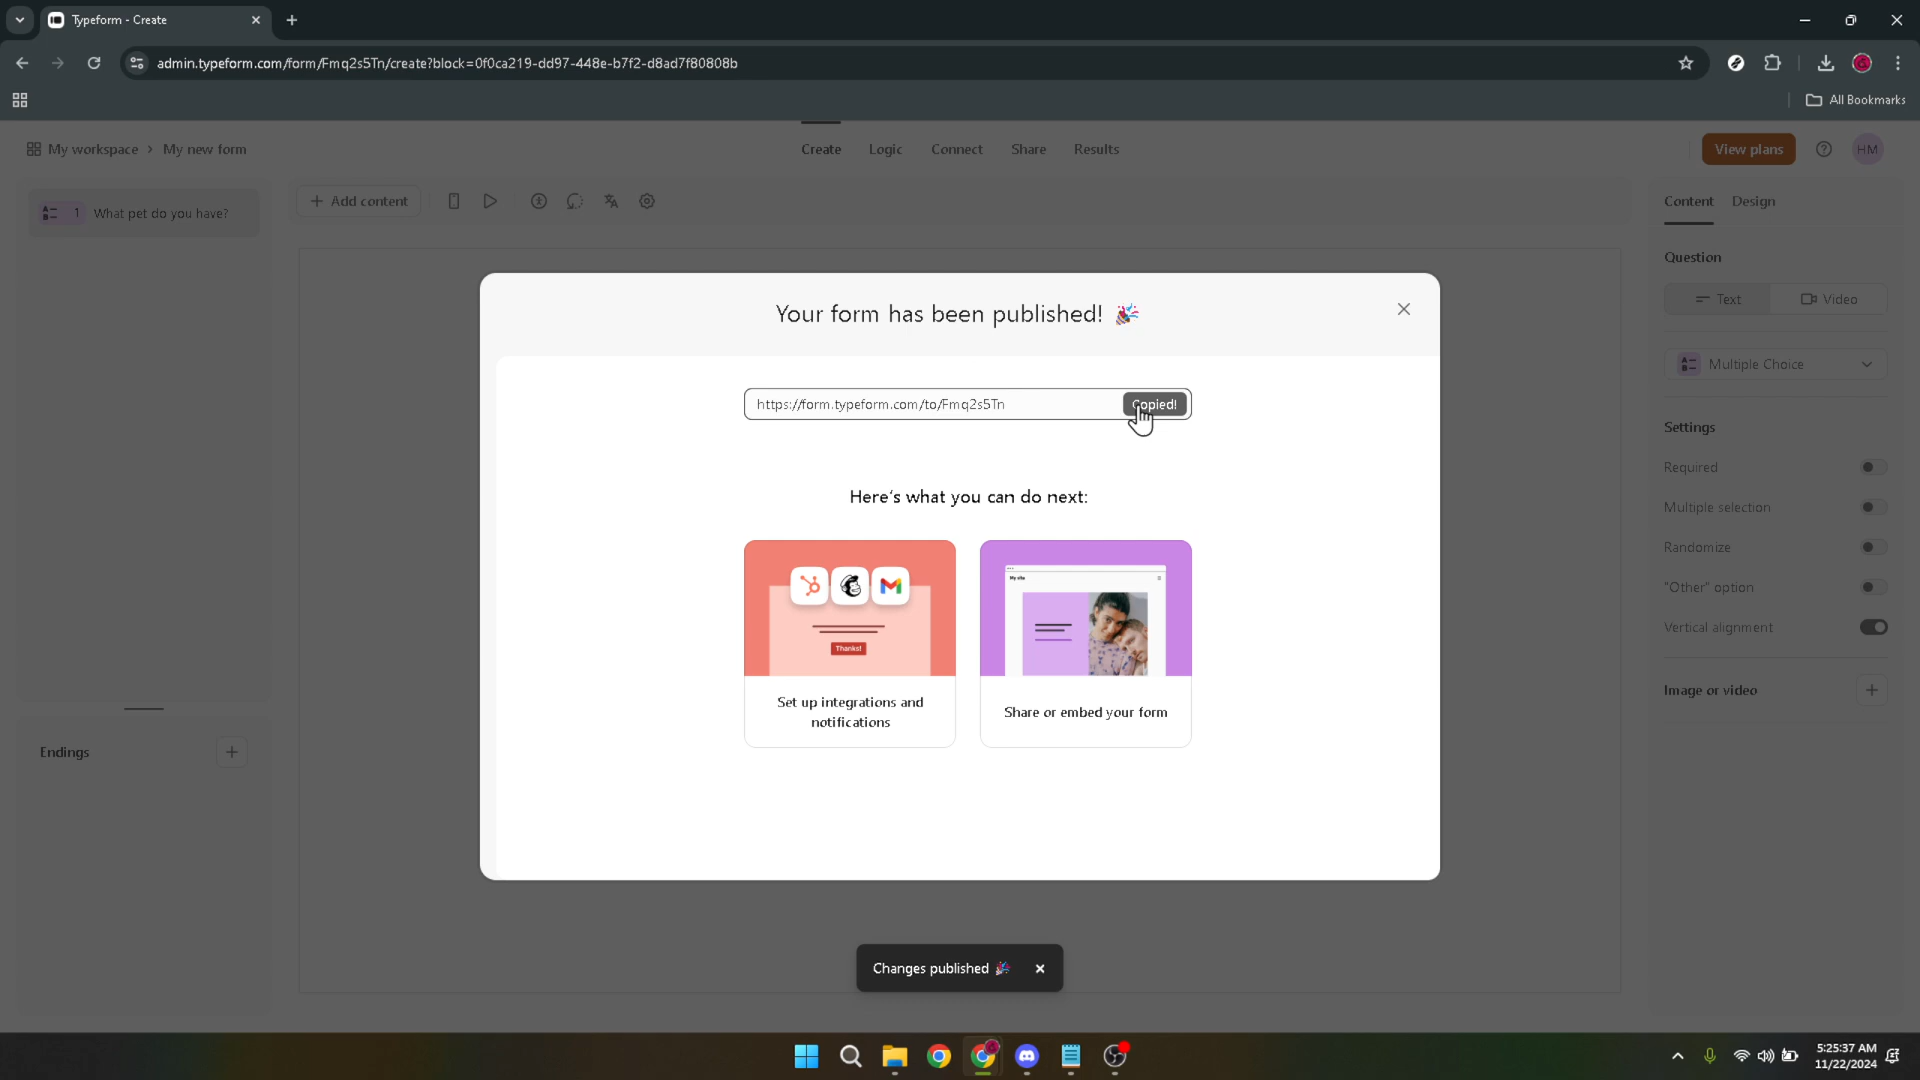 Typeform - Create
admin.typeform.com/form/Fmq2s5Tn/create?block=0f0ca219-dd97-448e-b7f2-d8ad7f80808b
All Bookmarks
My workspace › My new form
Create
Logic
Connect
Share
Results
View plans
HM
1 What pet do you have?
+ Add content
Content
Design
Question
Text
Video
Multiple Choice
Settings
Required
Multiple selection
Randomize
"Other" option
Vertical alignment
Image or video
Endings
Your form has been published! 🎉
https://form.typeform.com/to/Fmq2s5Tn
Copied!
Here's what you can do next:
Thanks!
My site
Set up integrations and
notifications
Share or embed your form
Changes published 🎉
5:25:37 AM
11/22/2024